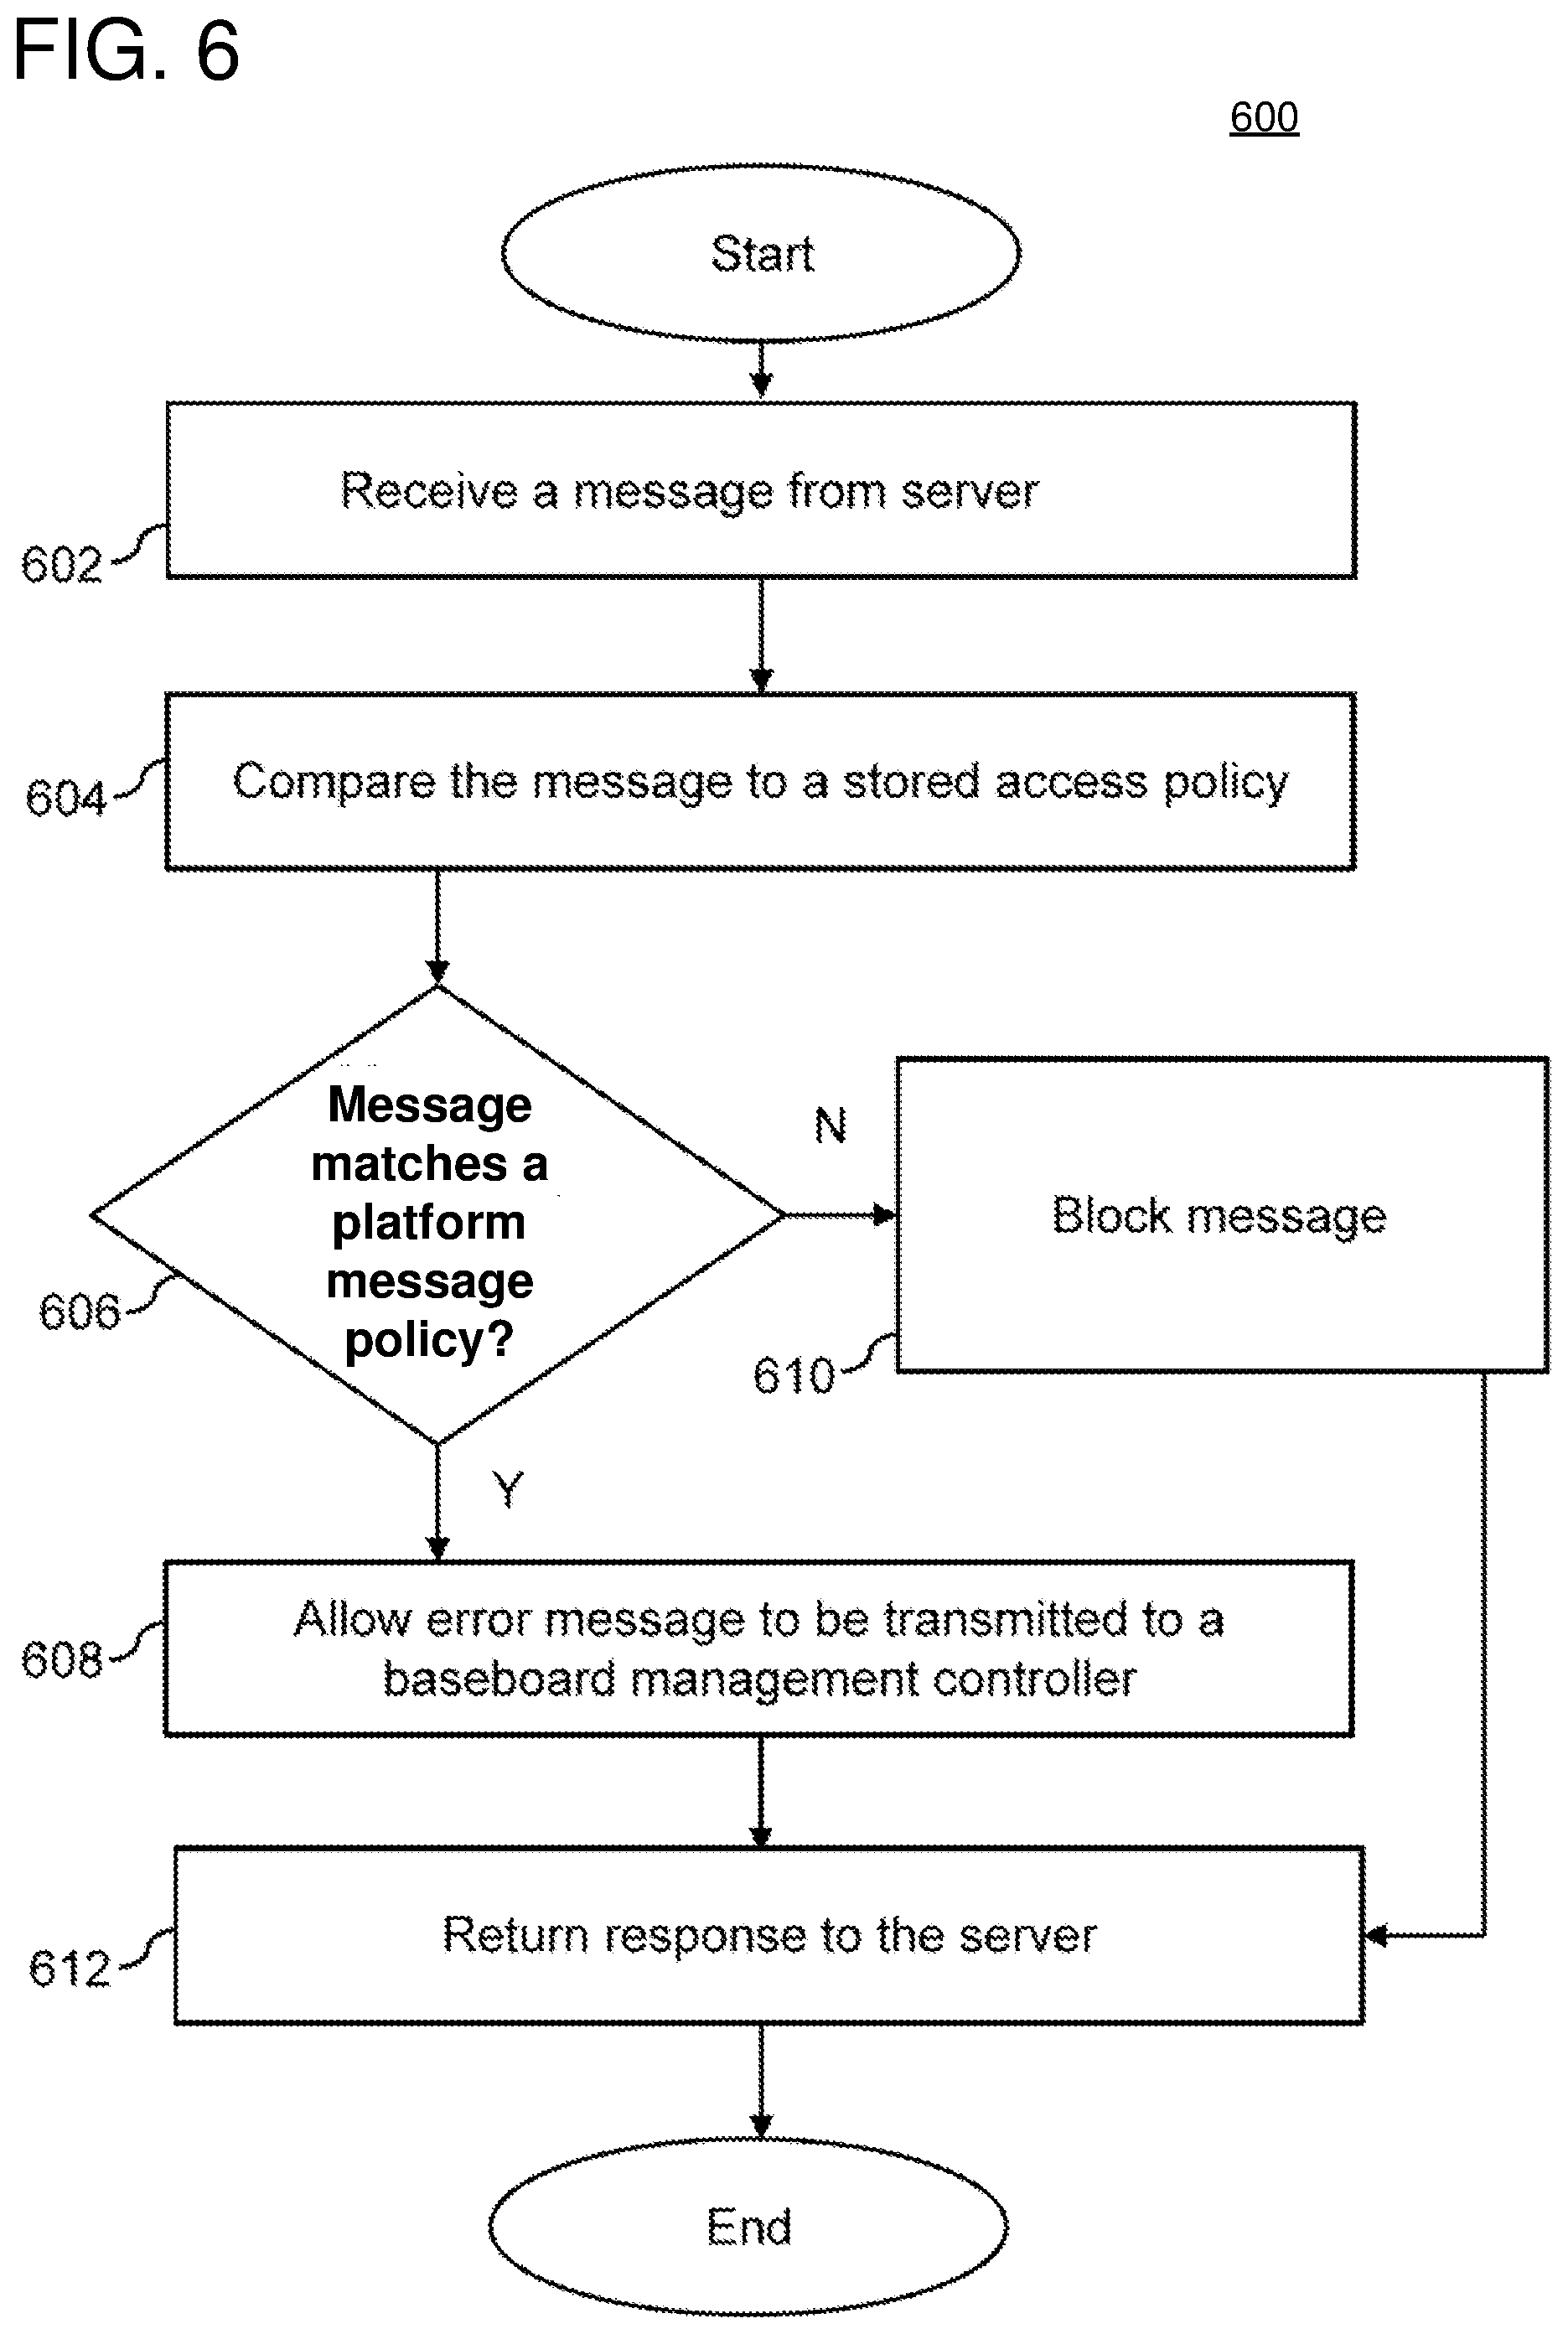 FIG. 6
600
Start
Receive a message from server
602
Compare the message to a stored access policy
604
Message
matches a
platform
message
policy?
606
N
Block message
610
Y
Allow error message to be transmitted to a
baseboard management controller
608
Return response to the server
612
End